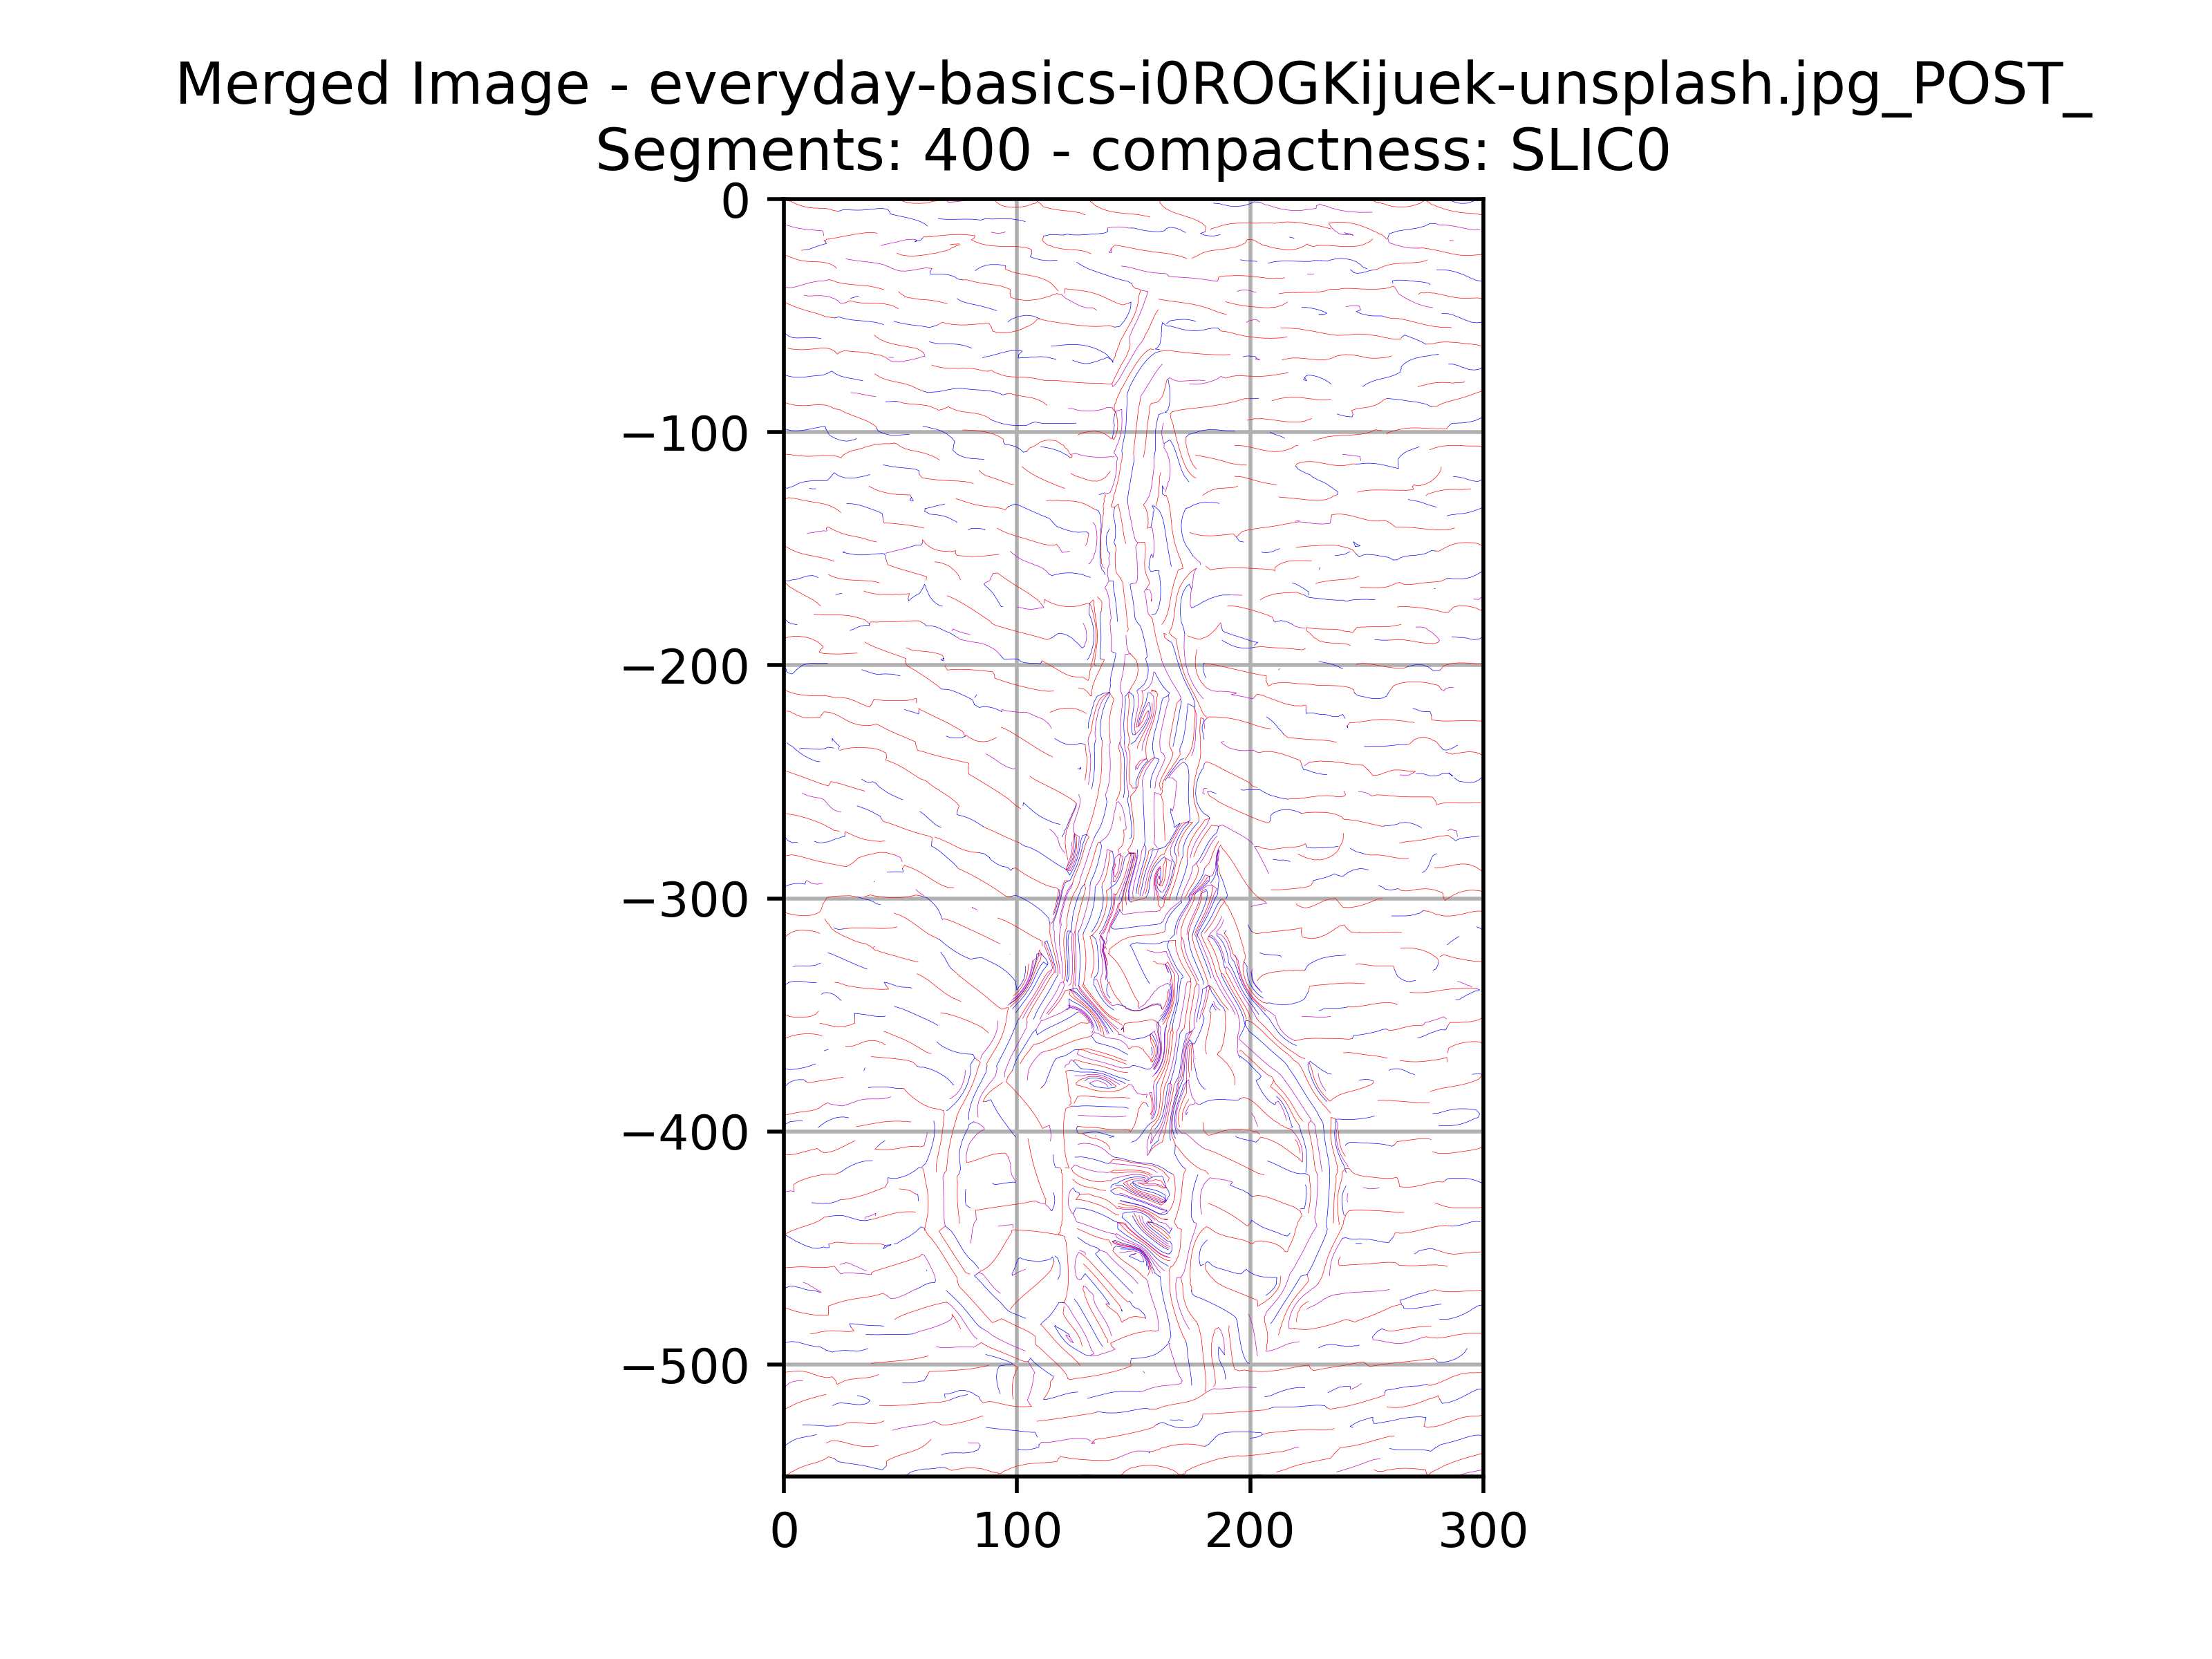 Merged Image - everyday-basics-i0ROGKijuek-unsplash.jpg_POST_
Segments: 400 - compactness: SLIC0
0
−100
−200
−300
−400
−500
0 100 200 300